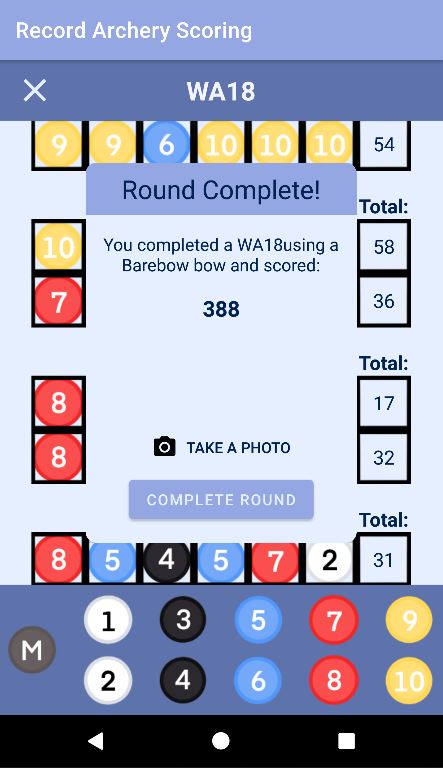 Record Archery Scoring
WA18
9 9 6 10 10 10 54
Round Complete!
Total:
10 58
You completed a WA18using a
Barebow bow and scored:
7 36
388
Total:
8 17
TAKE A PHOTO
8 32
COMPLETE ROUND
Total:
8 5 4 5 7 2 31
1 3 5 7 9
M
2 4 6 8 10